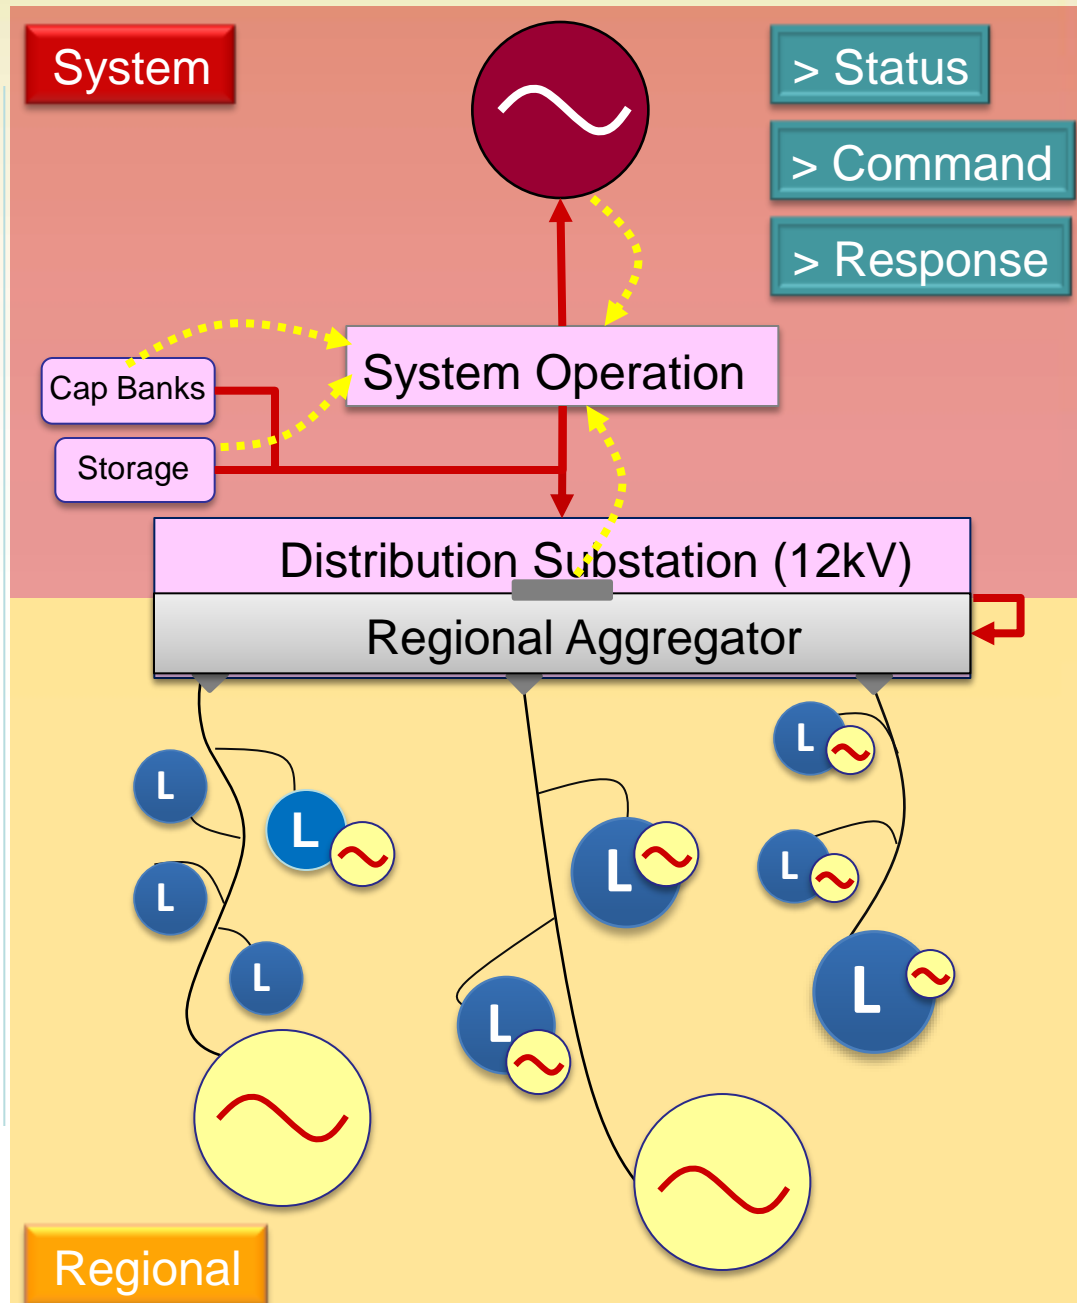 System
> Status
> Command
> Response
System Operation
Cap Banks
Storage
Distribution Substation (12kV)
Regional Aggregator
L
L
L
L
L
L
L
L
L
L
Regional